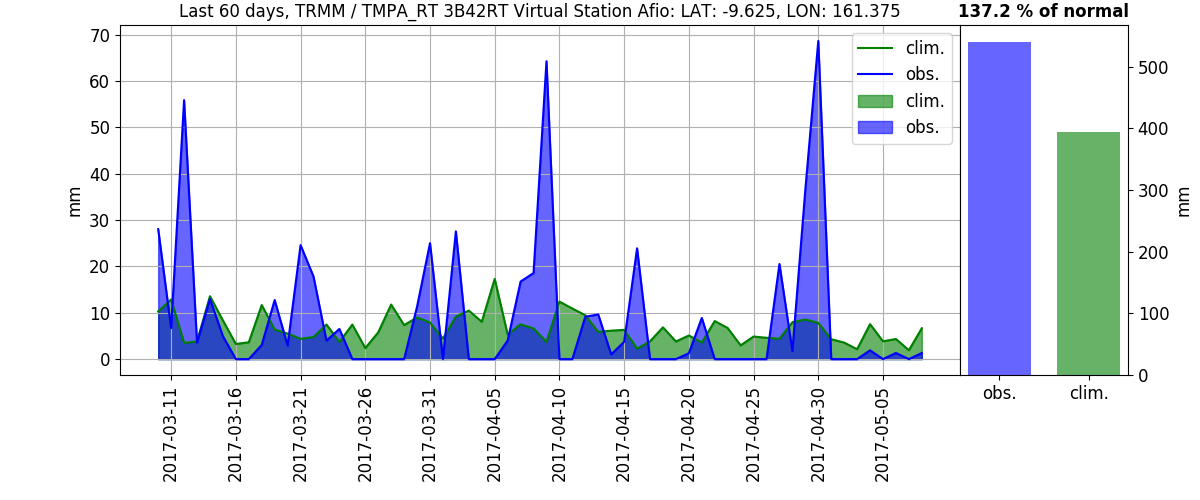 Last 60 days, TRMM / TMPA_RT 3B42RT Virtual Station Afio: LAT: -9.625, LON: 161.375
137.2 % of normal
70
60
50
40
30
20
10
0
mm
clim.
obs.
clim.
obs.
2017-03-11
2017-03-16
2017-03-21
2017-03-26
2017-03-31
2017-04-05
2017-04-10
2017-04-15
2017-04-20
2017-04-25
2017-04-30
2017-05-05
500
400
300
200
100
0
mm
obs.
clim.